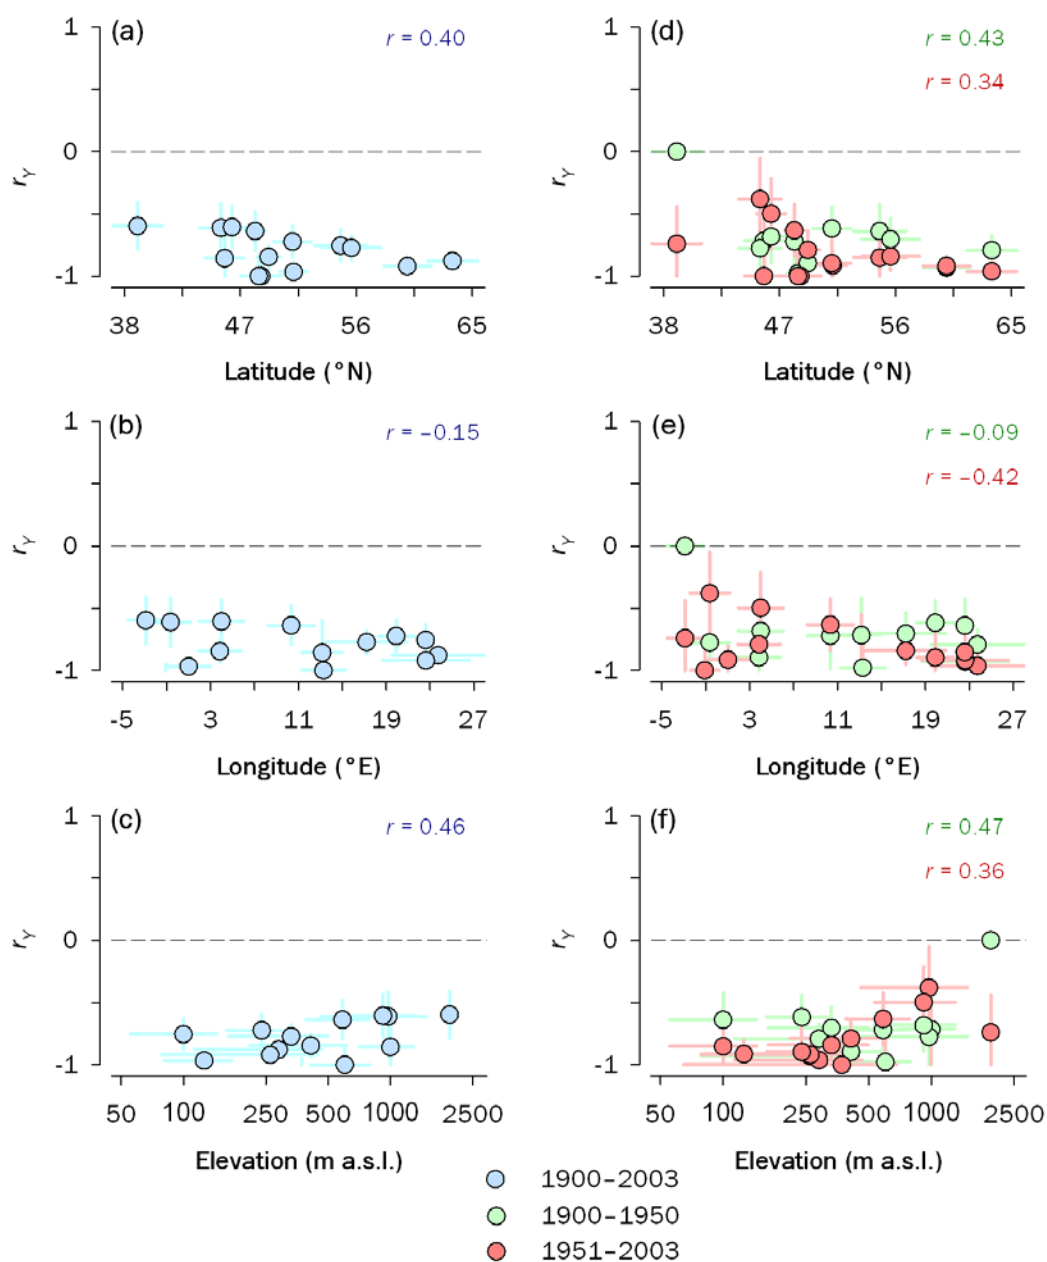 (a)
r = 0.40
1
0
-1
rY
38 47 56 65
Latitude (°N)
(d)
r = 0.43
r = 0.34
1
0
-1
rY
38 47 56 65
Latitude (°N)
(b)
r = –0.15
1
0
-1
rY
-5 3 11 19 27
Longitude (°E)
(e)
r = –0.09
r = –0.42
1
0
-1
rY
-5 3 11 19 27
Longitude (°E)
(c)
r = 0.46
1
0
-1
rY
50 100 250 500 1000 2500
Elevation (m a.s.l.)
(f)
r = 0.47
r = 0.36
1
0
-1
rY
50 100 250 500 1000 2500
Elevation (m a.s.l.)
1900–2003
1900–1950
1951–2003